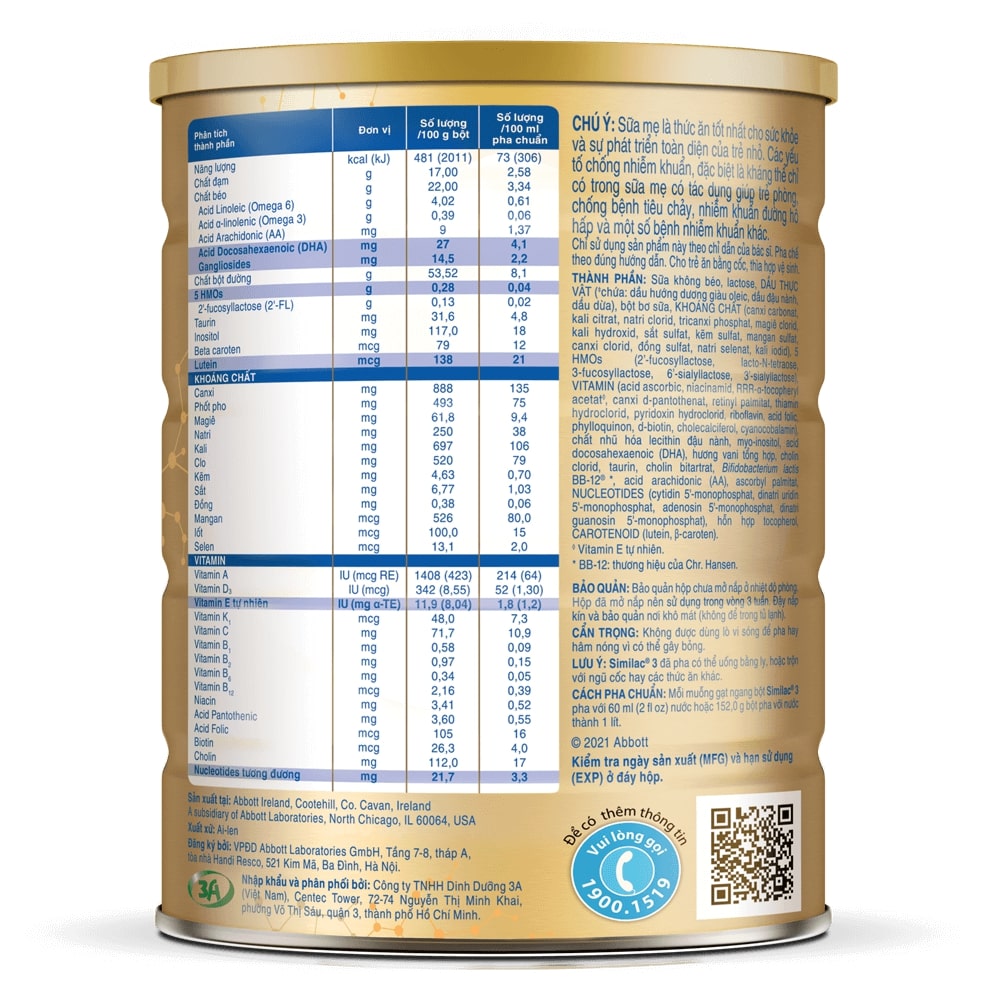 Phân tích thành phần | Đơn vị | Số lượng /100 g bột | Số lượng /100 ml pha chuẩn
Năng lượng | kcal (kJ) | 481 (2011) | 73 (306)
Chất đạm | g | 17,00 | 2,58
Chất béo | g | 22,00 | 3,34
Acid Linoleic (Omega 6) | g | 4,02 | 0,61
Acid α-linolenic (Omega 3) | g | 0,39 | 0,06
Acid Arachidonic (AA) | mg | 9 | 1,37
Acid Docosahexaenoic (DHA) | mg | 27 | 4,1
Gangliosides | mg | 14,5 | 2,2
Chất bột đường | g | 53,52 | 8,1
5 HMOs | g | 0,28 | 0,04
2'-fucosyllactose (2'-FL) | g | 0,13 | 0,02
Taurin | mg | 31,6 | 4,8
Inositol | mg | 117,0 | 18
Beta caroten | mcg | 79 | 12
Lutein | mcg | 138 | 21
KHOÁNG CHẤT
Canxi | mg | 888 | 135
Phốt pho | mg | 493 | 75
Magiê | mg | 61,8 | 9,4
Natri | mg | 250 | 38
Kali | mg | 697 | 106
Clo | mg | 520 | 79
Kẽm | mg | 4,63 | 0,70
Sắt | mg | 6,77 | 1,03
Đồng | mg | 0,38 | 0,06
Mangan | mcg | 526 | 80,0
Iốt | mcg | 100,0 | 15
Selen | mcg | 13,1 | 2,0
VITAMIN
Vitamin A | IU (mcg RE) | 1408 (423) | 214 (64)
Vitamin D₃ | IU (mcg) | 342 (8,55) | 52 (1,30)
Vitamin E tự nhiên | IU (mg α-TE) | 11,9 (8,04) | 1,8 (1,2)
Vitamin K₁ | mcg | 48,0 | 7,3
Vitamin C | mg | 71,7 | 10,9
Vitamin B₁ | mg | 0,58 | 0,09
Vitamin B₂ | mg | 0,97 | 0,15
Vitamin B₆ | mg | 0,34 | 0,05
Vitamin B₁₂ | mcg | 2,16 | 0,39
Niacin | mg | 3,41 | 0,52
Acid Pantothenic | mg | 3,60 | 0,55
Acid Folic | mcg | 105 | 16
Biotin | mcg | 26,3 | 4,0
Cholin | mg | 112,0 | 17
Nucleotides tương đương | mg | 21,7 | 3,3
Sản xuất tại: Abbott Ireland, Cootehill, Co. Cavan, Ireland
A subsidiary of Abbott Laboratories, North Chicago, IL 60064, USA
Xuất xứ: Ai-len
Đăng ký bởi: VPĐD Abbott Laboratories GmbH, Tầng 7-8, tháp A,
tòa nhà Handi Resco, 521 Kim Mã, Ba Đình, Hà Nội.
3A
Nhập khẩu và phân phối bởi: Công ty TNHH Dinh Dưỡng 3A
(Việt Nam), Centec Tower, 72-74 Nguyễn Thị Minh Khai,
phường Võ Thị Sáu, quận 3, thành phố Hồ Chí Minh.
CHÚ Ý: Sữa mẹ là thức ăn tốt nhất cho sức khỏe
và sự phát triển toàn diện của trẻ nhỏ. Các yếu
tố chống nhiễm khuẩn, đặc biệt là kháng thể chỉ
có trong sữa mẹ có tác dụng giúp trẻ phòng,
chống bệnh tiêu chảy, nhiễm khuẩn đường hô
hấp và một số bệnh nhiễm khuẩn khác.
Chỉ sử dụng sản phẩm này theo chỉ dẫn của bác sĩ. Pha chế
theo đúng hướng dẫn. Cho trẻ ăn bằng cốc, thìa hợp vệ sinh.
THÀNH PHẦN: Sữa không béo, lactose, DẦU THỰC
VẬT (*chứa: dầu hướng dương giàu oleic, dầu đậu nành,
dầu dừa), bột bơ sữa, KHOÁNG CHẤT (canxi carbonat,
kali citrat, natri clorid, tricanxi phosphat, magiê clorid,
kali hydroxid, sắt sulfat, kẽm sulfat, mangan sulfat,
canxi clorid, đồng sulfat, natri selenat, kali iodid), 5
HMOs (2'-fucosyllactose, lacto-N-tetraose,
3-fucosyllactose, 6'-sialyllactose, 3'-sialyllactose),
VITAMIN (acid ascorbic, niacinamid, RRR-α-tocopheryl
acetat◊, canxi d-pantothenat, retinyl palmitat, thiamin
hydroclorid, pyridoxin hydroclorid, riboflavin, acid folic,
phylloquinon, d-biotin, cholecalciferol, cyanocobalamin),
chất nhũ hóa lecithin đậu nành, myo-inositol, acid
docosahexaenoic (DHA), hương vani tổng hợp, cholin
clorid, taurin, cholin bitartrat, Bifidobacterium lactis
BB-12® *, acid arachidonic (AA), ascorbyl palmitat,
NUCLEOTIDES (cytidin 5'-monophosphat, dinatri uridin
5'-monophosphat, adenosin 5'-monophosphat, dinatri
guanosin 5'-monophosphat), hỗn hợp tocopherol,
CAROTENOID (lutein, β-caroten).
◊ Vitamin E tự nhiên.
* BB-12: thương hiệu của Chr. Hansen.
BẢO QUẢN: Bảo quản hộp chưa mở nắp ở nhiệt độ phòng.
Hộp đã mở nắp nên sử dụng trong vòng 3 tuần. Đậy nắp
kín và bảo quản nơi khô mát (không để trong tủ lạnh).
CẨN TRỌNG: Không được dùng lò vi sóng để pha hay
hâm nóng vì có thể gây bỏng.
LƯU Ý: Similac® 3 đã pha có thể uống bằng ly, hoặc trộn
với ngũ cốc hay các thức ăn khác.
CÁCH PHA CHUẨN: Mỗi muỗng gạt ngang bột Similac® 3
pha với 60 ml (2 fl oz) nước hoặc 152,0 g bột pha với nước
thành 1 lít.
© 2021 Abbott
Kiểm tra ngày sản xuất (MFG) và hạn sử dụng
(EXP) ở đáy hộp.
Để có thêm thông tin
Vui lòng gọi
1900.1519